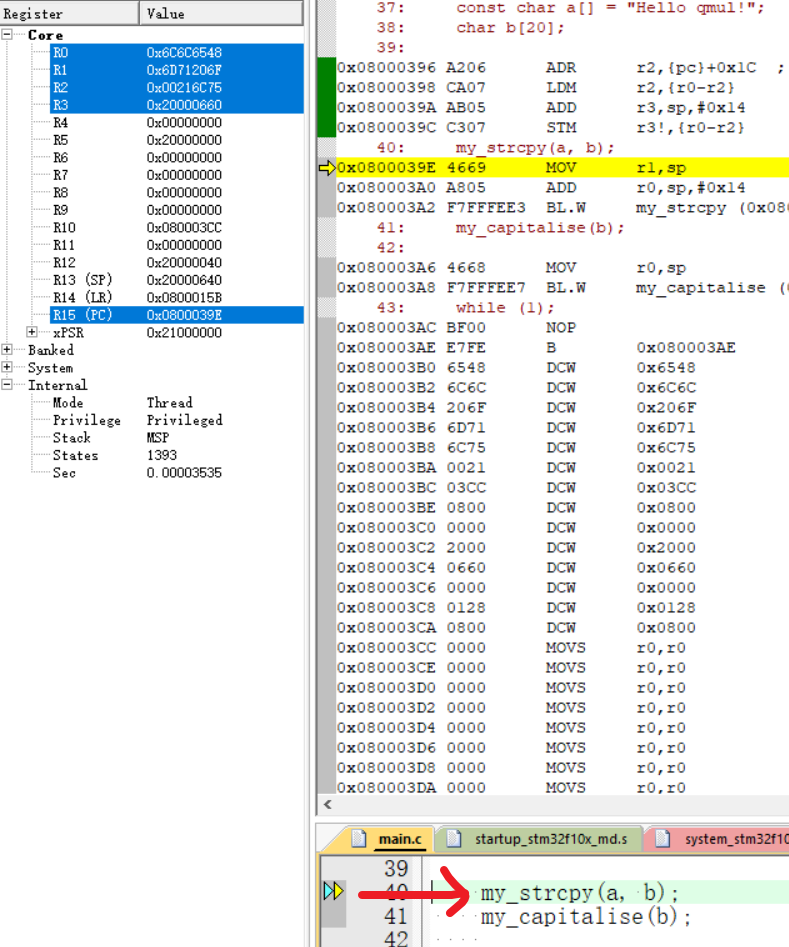 Register Value
Core
R0 0x6C6C6548
R1 0x6D71206F
R2 0x00216C75
R3 0x20000660
R4 0x00000000
R5 0x20000000
R6 0x00000000
R7 0x00000000
R8 0x00000000
R9 0x00000000
R10 0x080003CC
R11 0x00000000
R12 0x20000040
R13 (SP) 0x20000640
R14 (LR) 0x0800015B
R15 (PC) 0x0800039E
xPSR 0x21000000
Banked
System
Internal
Mode Thread
Privilege Privileged
Stack MSP
States 1393
Sec 0.00003535
37: const char a[] = "Hello qmul!";
38: char b[20];
39:
0x08000396 A206 ADR r2,{pc}+0x1C ;
0x08000398 CA07 LDM r2,{r0-r2}
0x0800039A AB05 ADD r3,sp,#0x14
0x0800039C C307 STM r3!,{r0-r2}
40: my_strcpy(a, b);
0x0800039E 4669 MOV r1,sp
0x080003A0 A805 ADD r0,sp,#0x14
0x080003A2 F7FFFEE3 BL.W my_strcpy (0x080
41: my_capitalise(b);
42:
0x080003A6 4668 MOV r0,sp
0x080003A8 F7FFFEE7 BL.W my_capitalise (
43: while (1);
0x080003AC BF00 NOP
0x080003AE E7FE B 0x080003AE
0x080003B0 6548 DCW 0x6548
0x080003B2 6C6C DCW 0x6C6C
0x080003B4 206F DCW 0x206F
0x080003B6 6D71 DCW 0x6D71
0x080003B8 6C75 DCW 0x6C75
0x080003BA 0021 DCW 0x0021
0x080003BC 03CC DCW 0x03CC
0x080003BE 0800 DCW 0x0800
0x080003C0 0000 DCW 0x0000
0x080003C2 2000 DCW 0x2000
0x080003C4 0660 DCW 0x0660
0x080003C6 0000 DCW 0x0000
0x080003C8 0128 DCW 0x0128
0x080003CA 0800 DCW 0x0800
0x080003CC 0000 MOVS r0,r0
0x080003CE 0000 MOVS r0,r0
0x080003D0 0000 MOVS r0,r0
0x080003D2 0000 MOVS r0,r0
0x080003D4 0000 MOVS r0,r0
0x080003D6 0000 MOVS r0,r0
0x080003D8 0000 MOVS r0,r0
0x080003DA 0000 MOVS r0,r0
main.c startup_stm32f10x_md.s system_stm32f10
39
40 my_strcpy(a, b);
41 my_capitalise(b);
42